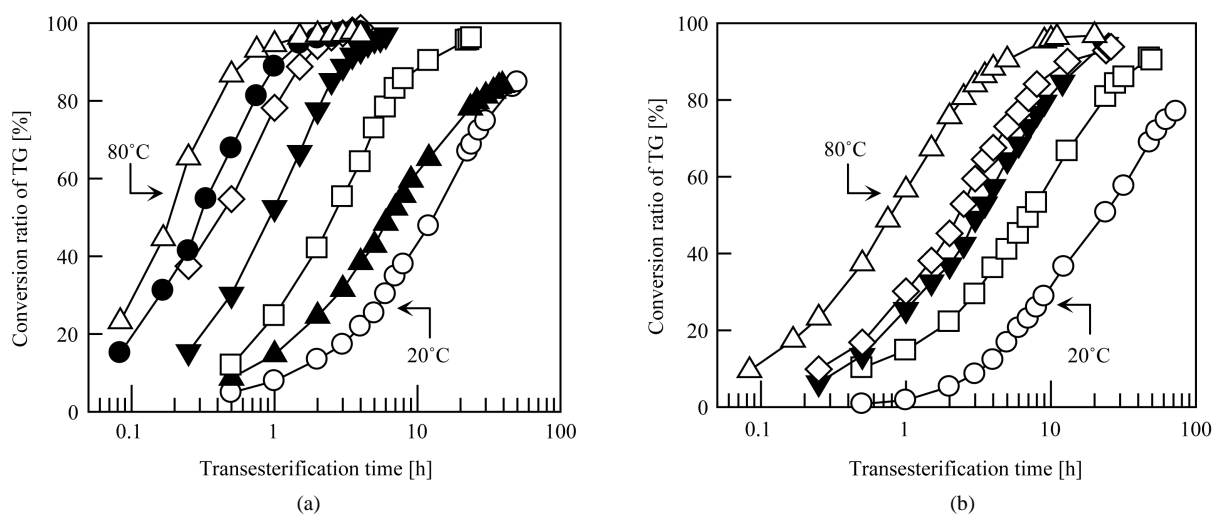 Conversion ratio of TG [%]
100
80
60
40
20
0
80˚C
20˚C
0.1 1 10 100
Transesterification time [h]
(a)
Conversion ratio of TG [%]
100
80
60
40
20
0
80˚C
20˚C
0.1 1 10 100
Transesterification time [h]
(b)